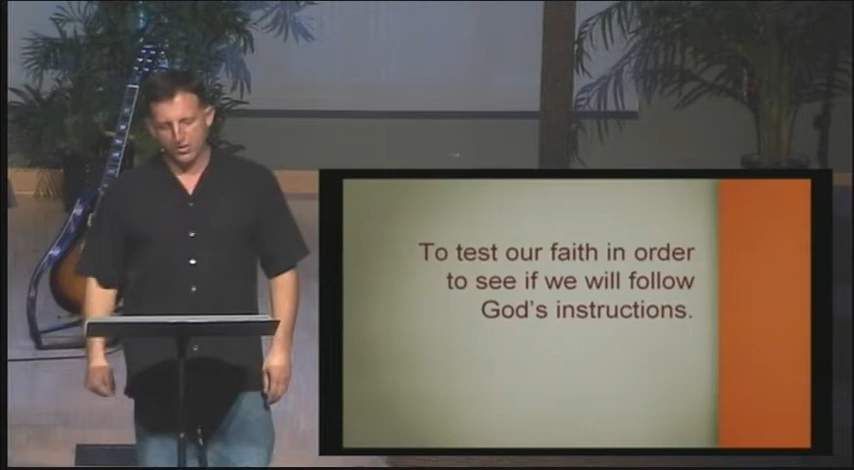 To test our faith in order
to see if we will follow
God's instructions.